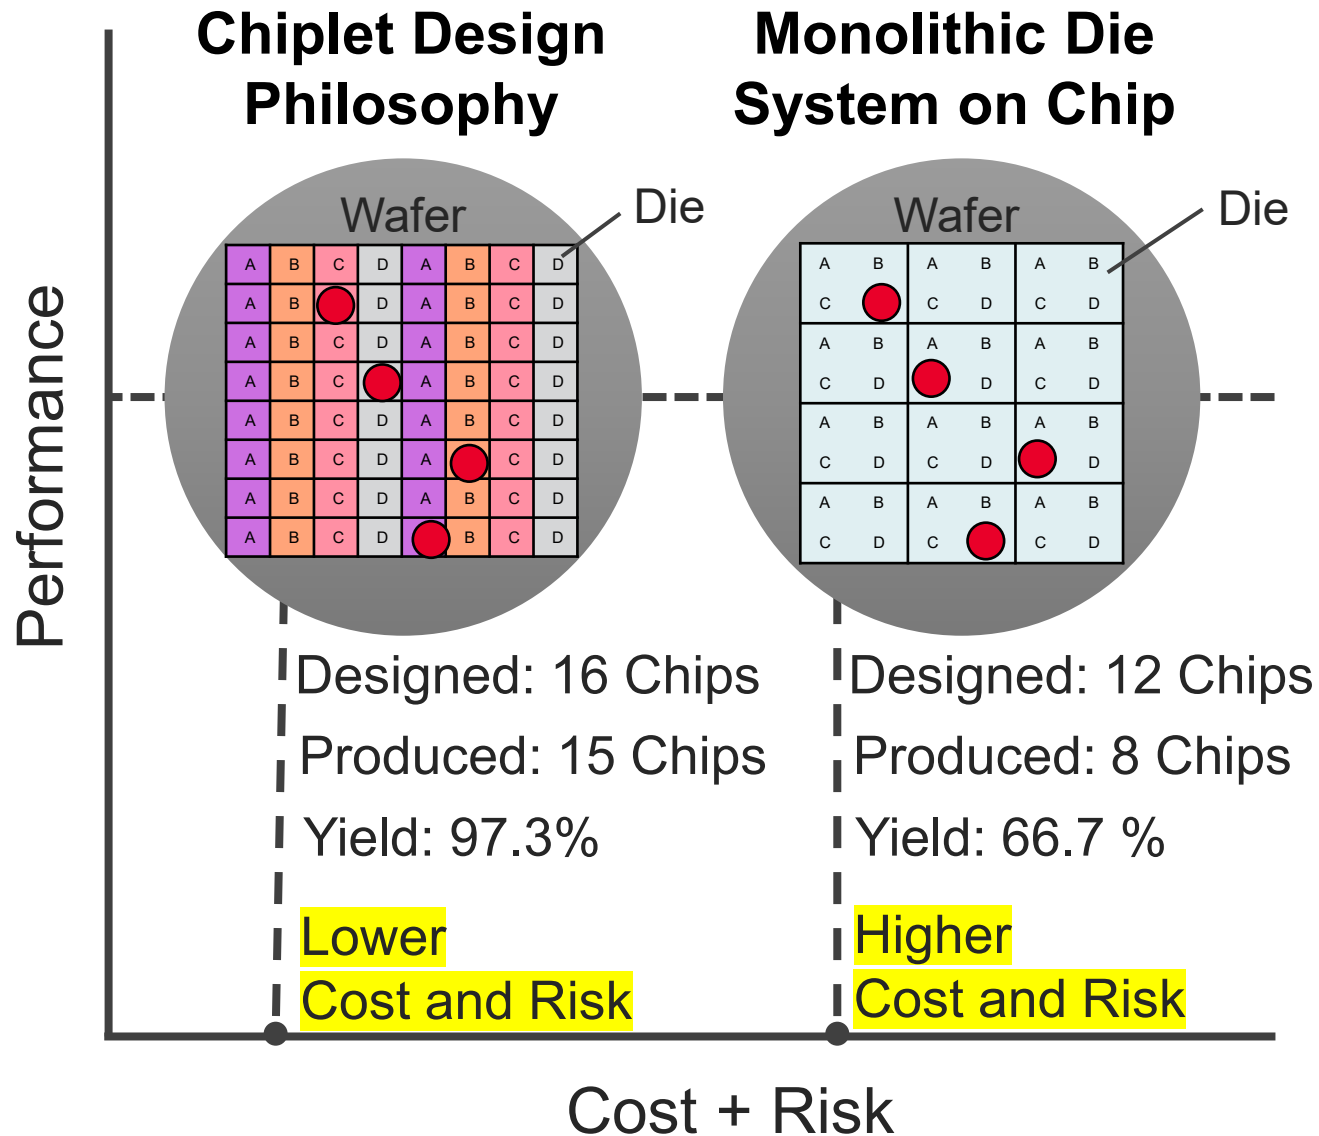 Chiplet Design
Philosophy
Monolithic Die
System on Chip
Performance
Wafer
Die
A B C D A B C D
A B D A B C D
A B C D A B C D
A B C A B C D
A B C D A B C D
A B C D A C D
A B C D A B C D
A B C D B C D
Wafer
Die
A B A B A B
C C D C D
A B A B A B
C D D C D
A B A B A B
C D C D D
A B A B A B
C D C C D
Designed: 16 Chips
Produced: 15 Chips
Yield: 97.3%
Lower
Cost and Risk
Designed: 12 Chips
Produced: 8 Chips
Yield: 66.7 %
Higher
Cost and Risk
Cost + Risk